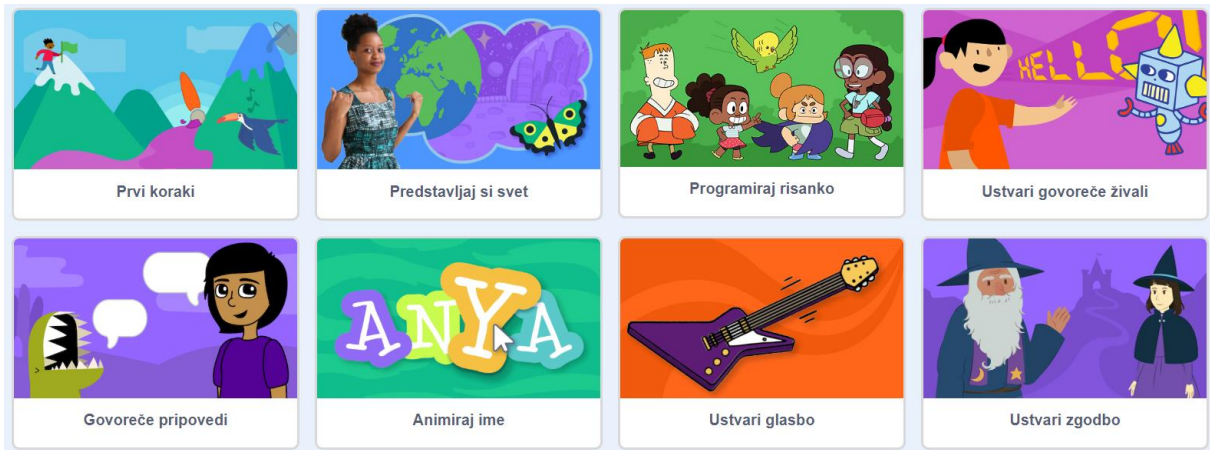 HELLO
Prvi koraki
Predstavljaj si svet
Programiraj risanko
Ustvari govoreče živali
ANYA
Govoreče pripovedi
Animiraj ime
Ustvari glasbo
Ustvari zgodbo